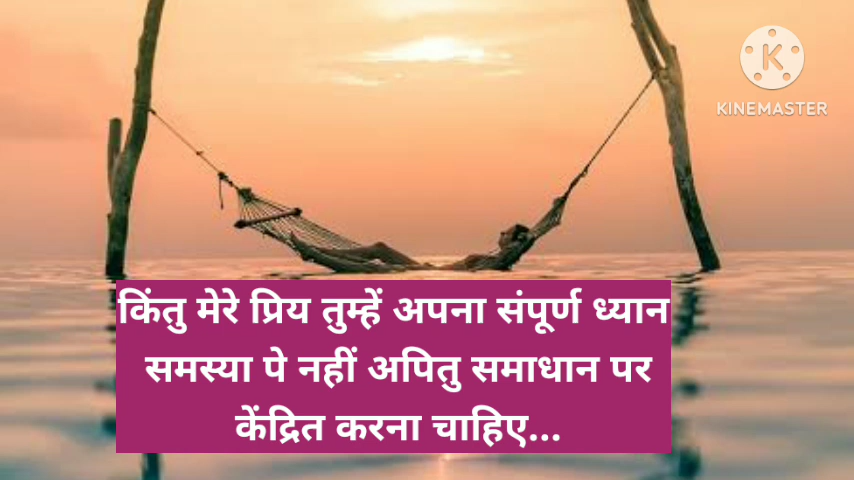 KINEMASTER
किंतु मेरे प्रिय तुम्हें अपना संपूर्ण ध्यान
समस्या पे नहीं अपितु समाधान पर
केंद्रित करना चाहिए...